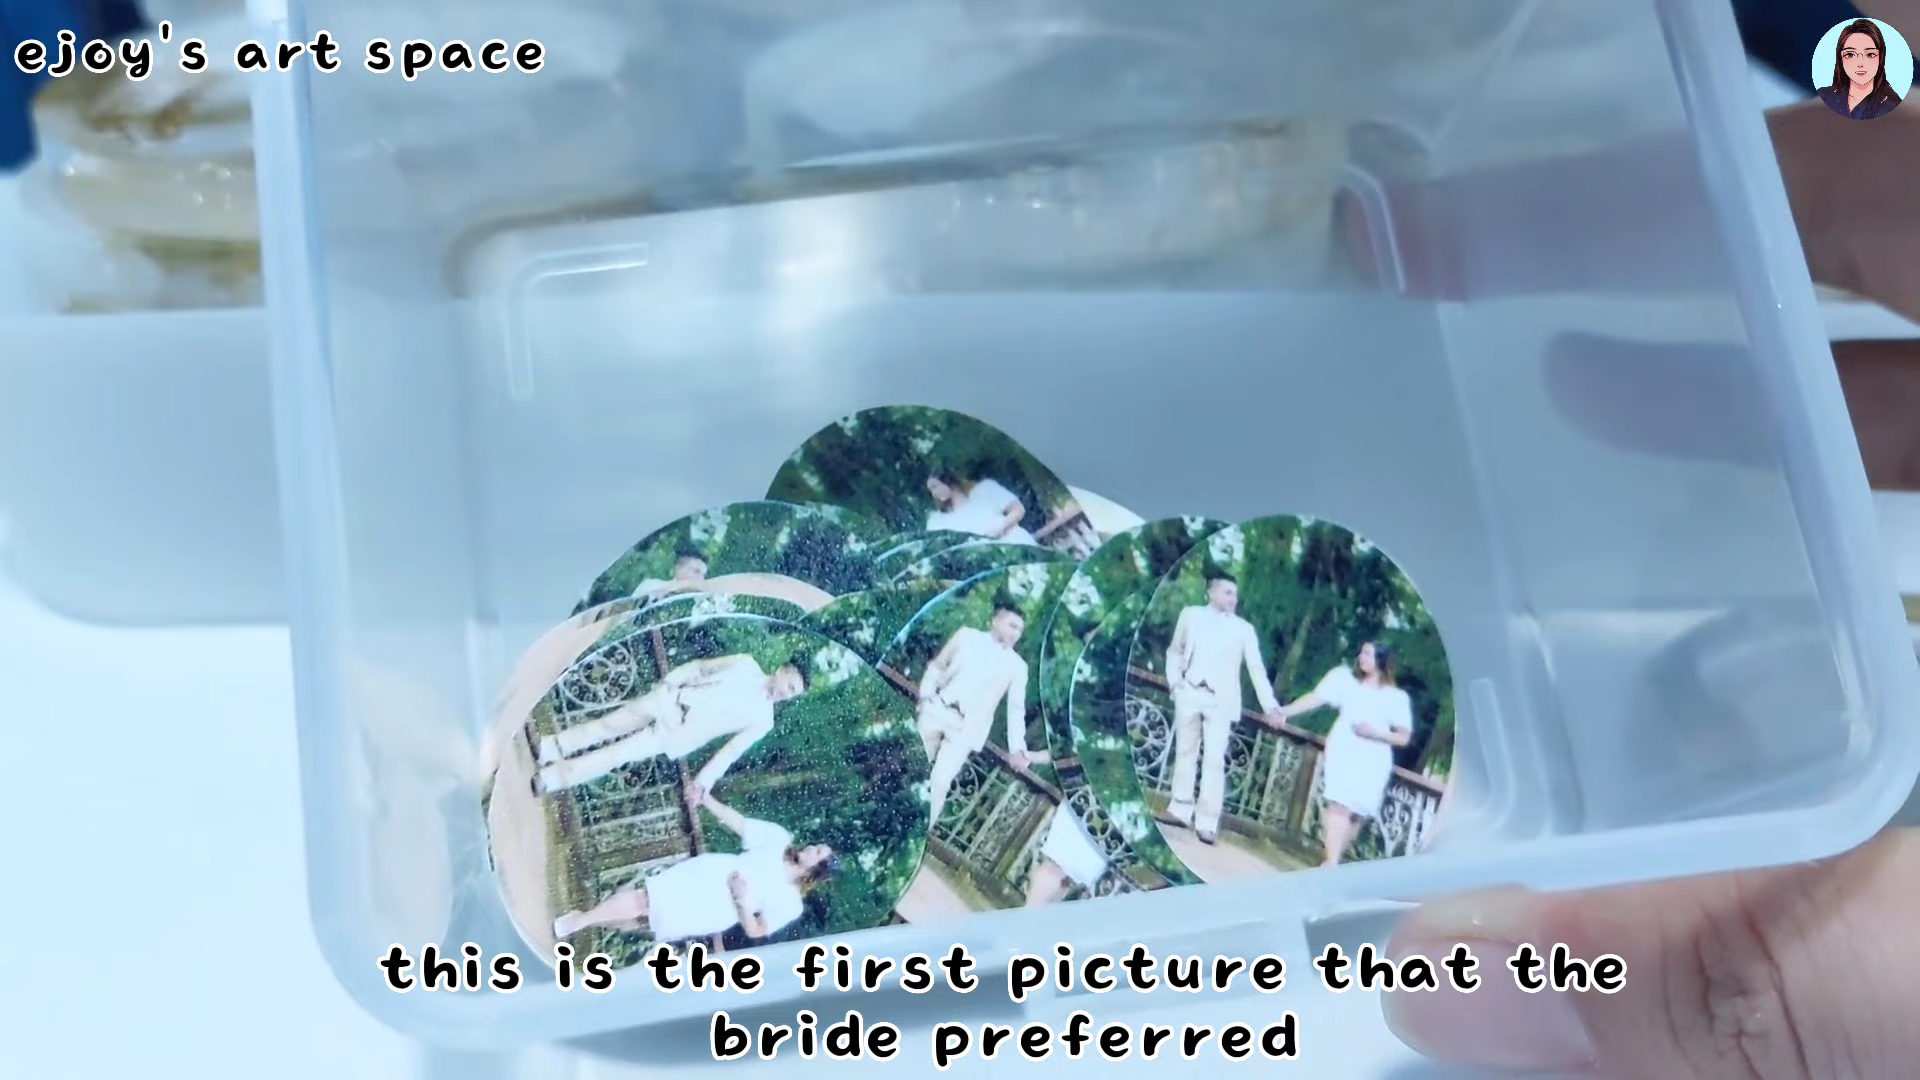 ejoy's art space
this is the first picture that the
bride preferred